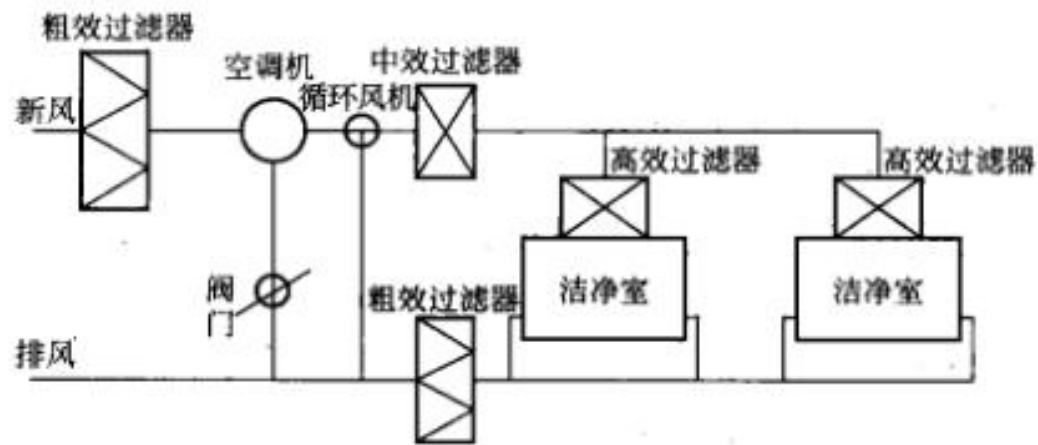 粗效过滤器
空调机
中效过滤器
循环风机
新风
高效过滤器
高效过滤器
阀门
粗效过滤器
洁净室
洁净室
排风